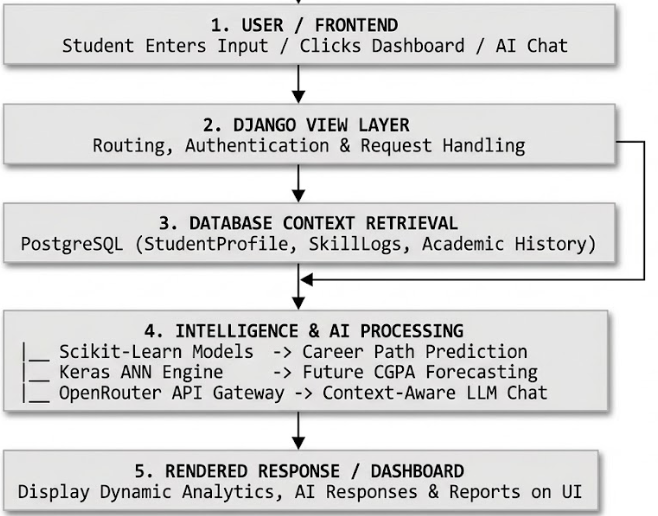 1. USER / FRONTEND
Student Enters Input / Clicks Dashboard / AI Chat
2. DJANGO VIEW LAYER
Routing, Authentication & Request Handling
3. DATABASE CONTEXT RETRIEVAL
PostgreSQL (StudentProfile, SkillLogs, Academic History)
4. INTELLIGENCE & AI PROCESSING
|__ Scikit-Learn Models -> Career Path Prediction
|__ Keras ANN Engine -> Future CGPA Forecasting
|__ OpenRouter API Gateway -> Context-Aware LLM Chat
5. RENDERED RESPONSE / DASHBOARD
Display Dynamic Analytics, AI Responses & Reports on UI